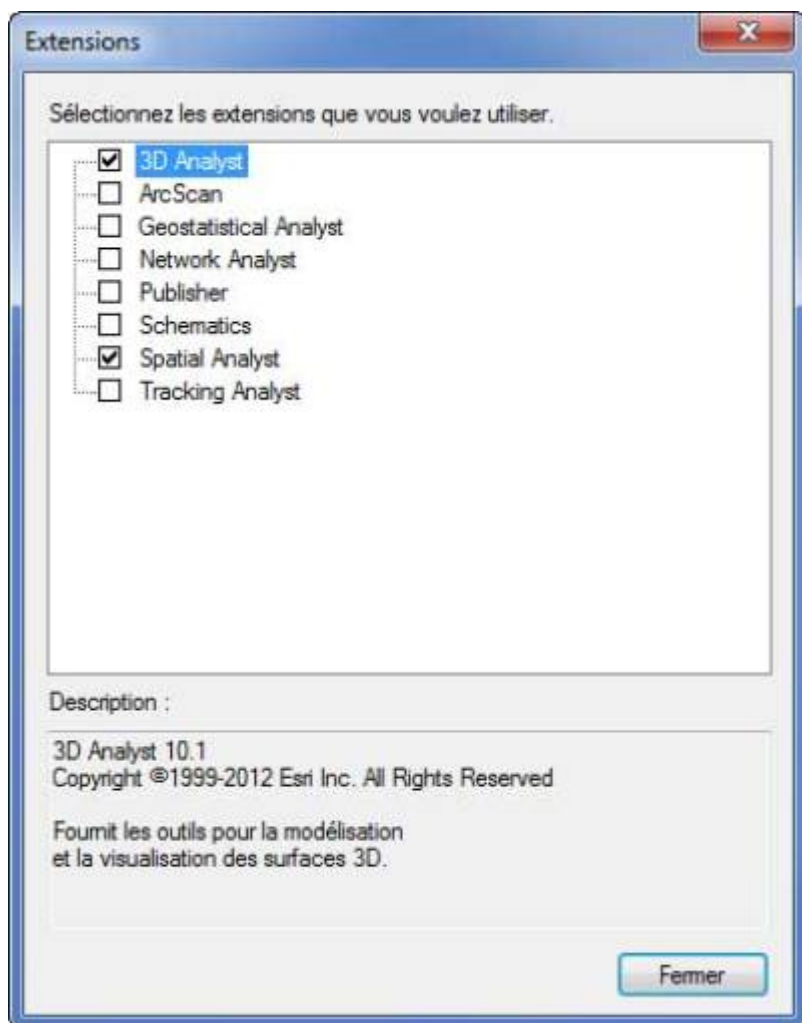 Extensions
Sélectionnez les extensions que vous voulez utiliser.
3D Analyst
ArcScan
Geostatistical Analyst
Network Analyst
Publisher
Schematics
Spatial Analyst
Tracking Analyst
Description :
3D Analyst 10.1
Copyright ©1999-2012 Esri Inc. All Rights Reserved
Fournit les outils pour la modélisation
et la visualisation des surfaces 3D.
Fermer